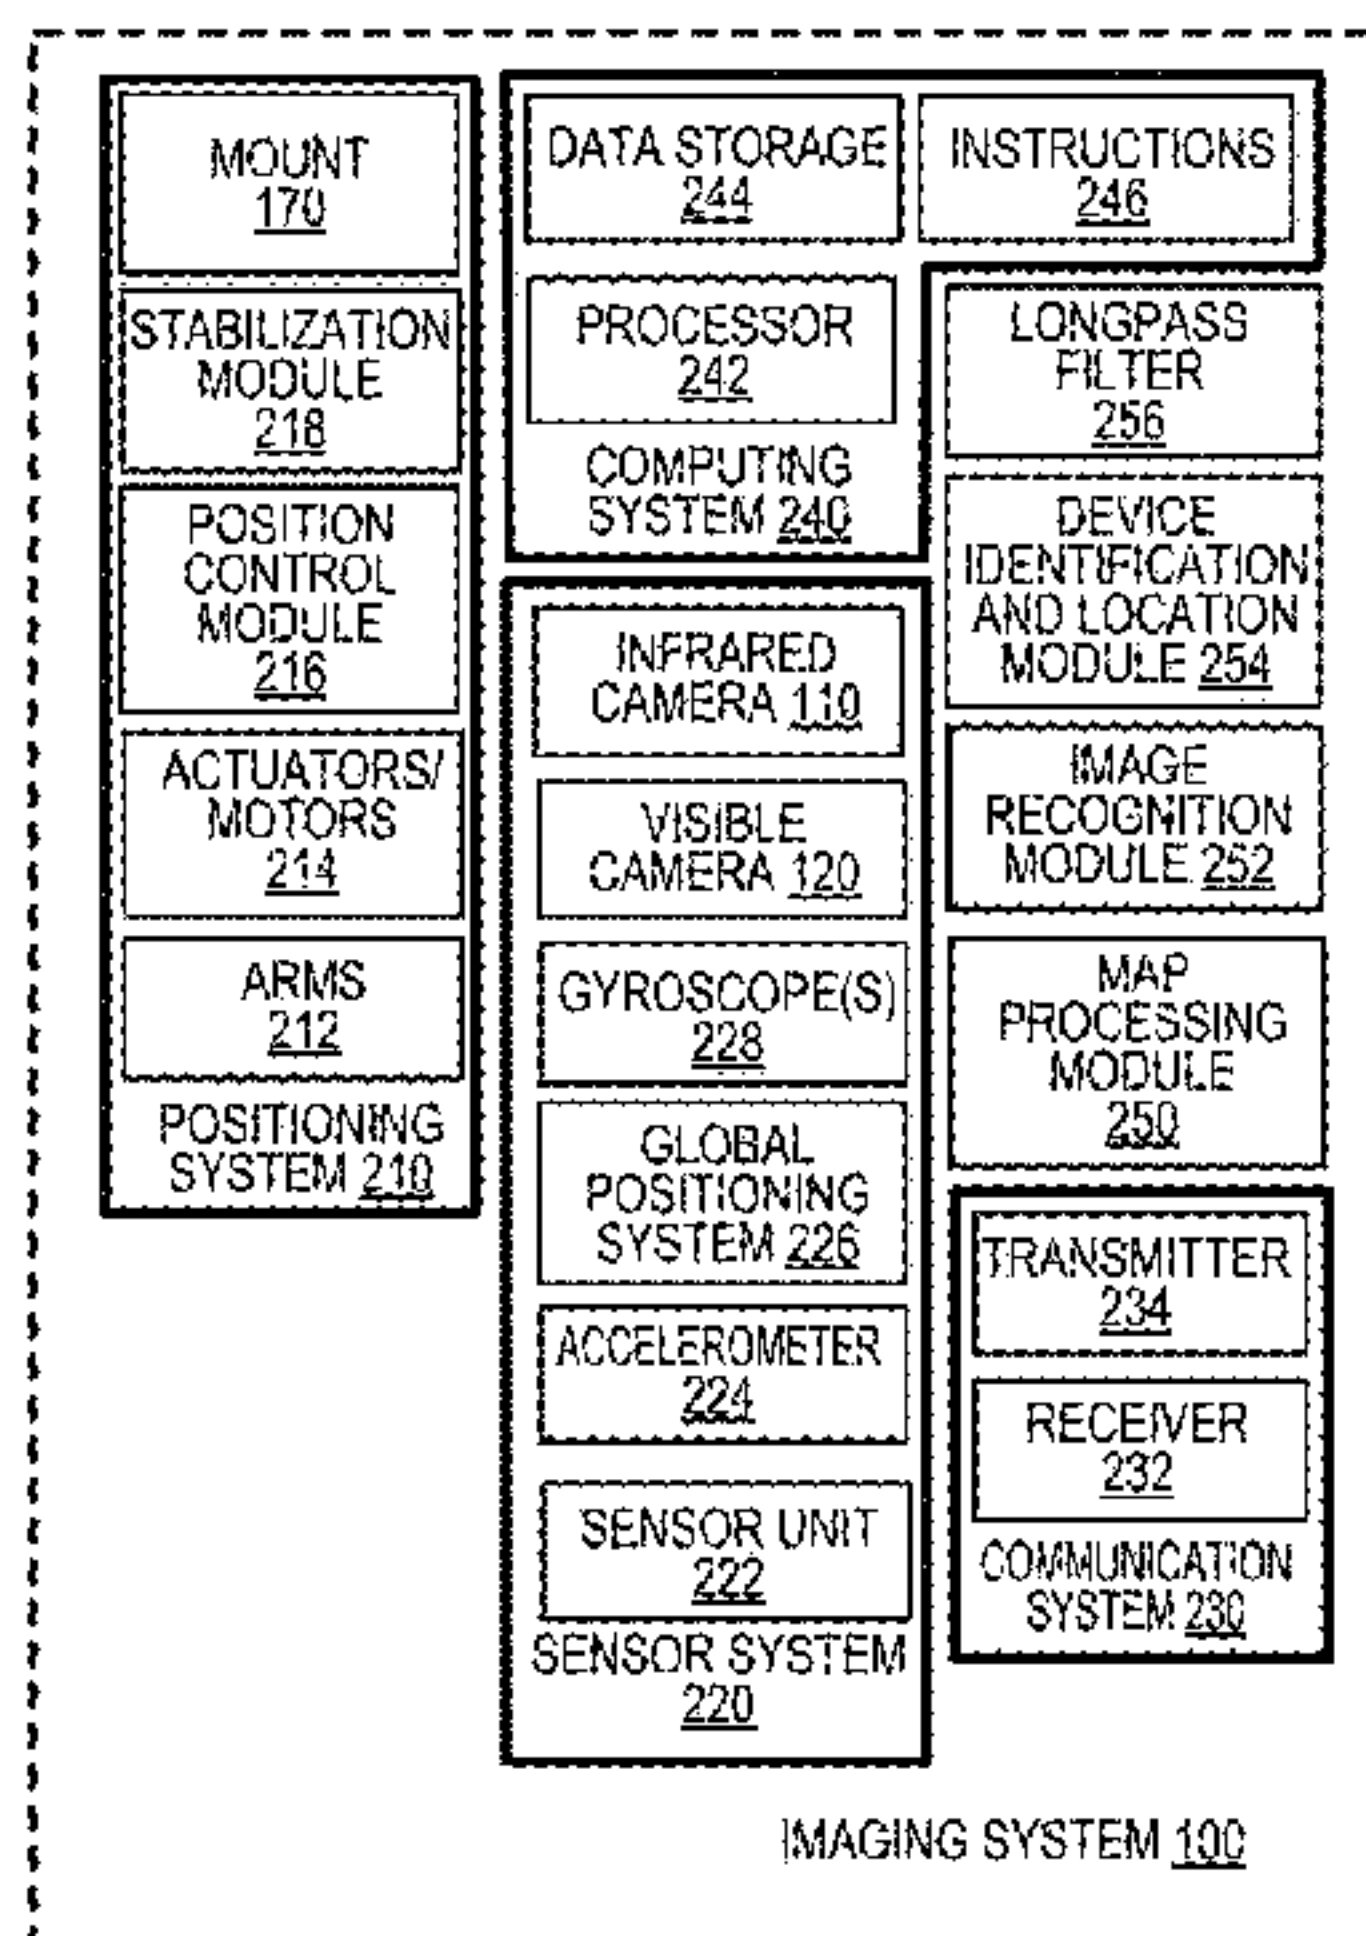 MOUNT
170
STABILIZATION
MODULE
218
POSITION
CONTROL
MODULE
216
ACTUATORS/
MOTORS
214
ARMS
212
POSITIONING
SYSTEM 210
DATA STORAGE
244
INSTRUCTIONS
246
PROCESSOR
242
COMPUTING
SYSTEM 240
INFRARED
CAMERA 110
VISIBLE
CAMERA 120
GYROSCOPE(S)
228
GLOBAL
POSITIONING
SYSTEM 226
ACCELEROMETER
224
SENSOR UNIT
222
SENSOR SYSTEM
220
LONGPASS
FILTER
256
DEVICE
IDENTIFICATION
AND LOCATION
MODULE 254
IMAGE
RECOGNITION
MODULE 252
MAP
PROCESSING
MODULE
250
TRANSMITTER
234
RECEIVER
232
COMMUNICATION
SYSTEM 230
IMAGING SYSTEM 100